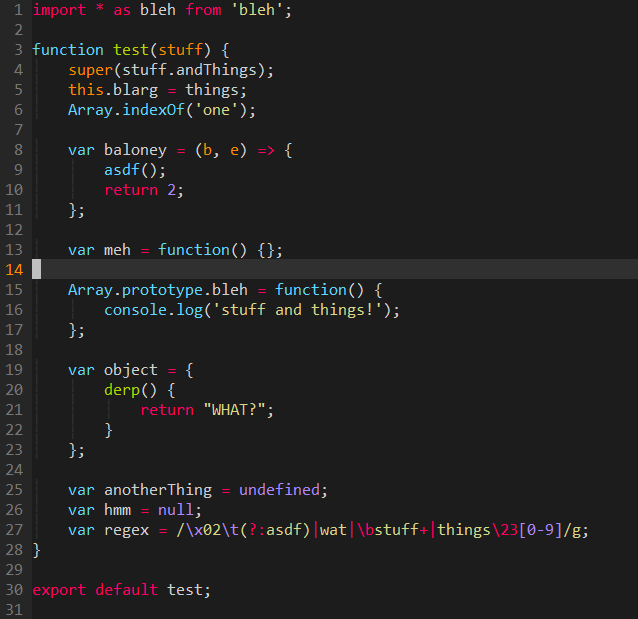 1 import * as bleh from 'bleh';
2
3 function test(stuff) {
4     super(stuff.andThings);
5     this.blarg = things;
6     Array.indexOf('one');
7
8     var baloney = (b, e) => {
9         asdf();
10         return 2;
11     };
12
13     var meh = function() {};
14
15     Array.prototype.bleh = function() {
16         console.log('stuff and things!');
17     };
18
19     var object = {
20         derp() {
21             return "WHAT?";
22         }
23     };
24
25     var anotherThing = undefined;
26     var hmm = null;
27     var regex = /\x02\t(?:asdf)|wat|\bstuff+|things\23[0-9]/g;
28 }
29
30 export default test;
31